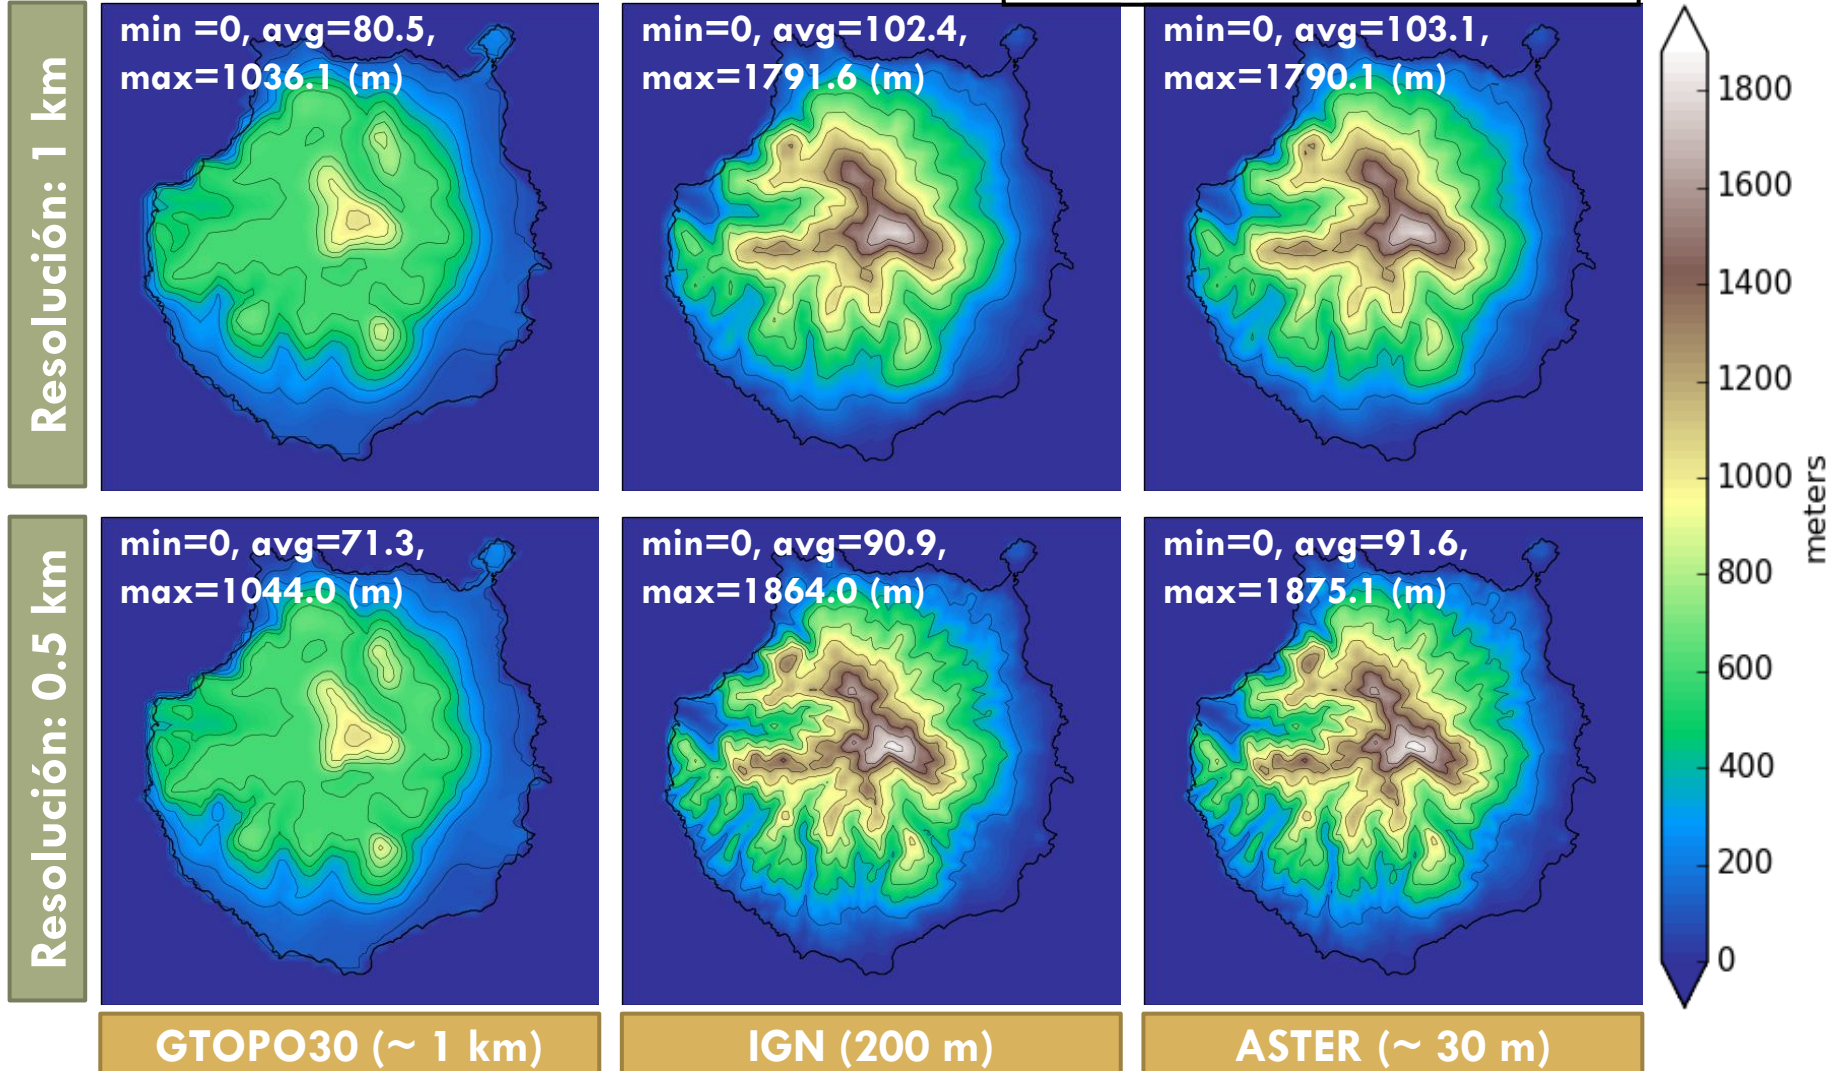 Resolución: 1 km
min =0, avg=80.5,
max=1036.1 (m)
min=0, avg=102.4,
max=1791.6 (m)
min=0, avg=103.1,
max=1790.1 (m)
Resolución: 0.5 km
min=0, avg=71.3,
max=1044.0 (m)
min=0, avg=90.9,
max=1864.0 (m)
min=0, avg=91.6,
max=1875.1 (m)
1800
1600
1400
1200
1000
800
600
400
200
0
meters
GTOPO30 (~ 1 km)
IGN (200 m)
ASTER (~ 30 m)